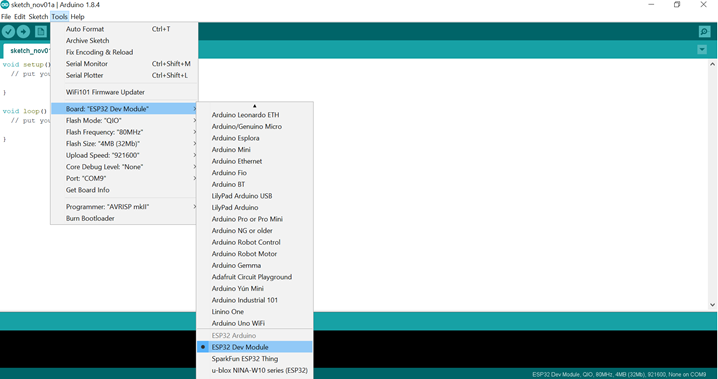 sketch_nov01a | Arduino 1.8.4
File Edit Sketch Tools Help
sketch_nov01
void setup()
// put you
}
void loop()
// put you
}
Auto Format Ctrl+T
Archive Sketch
Fix Encoding & Reload
Serial Monitor Ctrl+Shift+M
Serial Plotter Ctrl+Shift+L
WiFi101 Firmware Updater
Board: "ESP32 Dev Module"
Flash Mode: "QIO"
Flash Frequency: "80MHz"
Flash Size: "4MB (32Mb)"
Upload Speed: "921600"
Core Debug Level: "None"
Port: "COM9"
Get Board Info
Programmer: "AVRISP mkII"
Burn Bootloader
Arduino Leonardo ETH
Arduino/Genuino Micro
Arduino Esplora
Arduino Mini
Arduino Ethernet
Arduino Fio
Arduino BT
LilyPad Arduino USB
LilyPad Arduino
Arduino Pro or Pro Mini
Arduino NG or older
Arduino Robot Control
Arduino Robot Motor
Arduino Gemma
Adafruit Circuit Playground
Arduino Yún Mini
Arduino Industrial 101
Linino One
Arduino Uno WiFi
ESP32 Arduino
ESP32 Dev Module
SparkFun ESP32 Thing
u-blox NINA-W10 series (ESP32)
ESP32 Dev Module, QIO, 80MHz, 4MB (32Mb), 921600, None on COM9